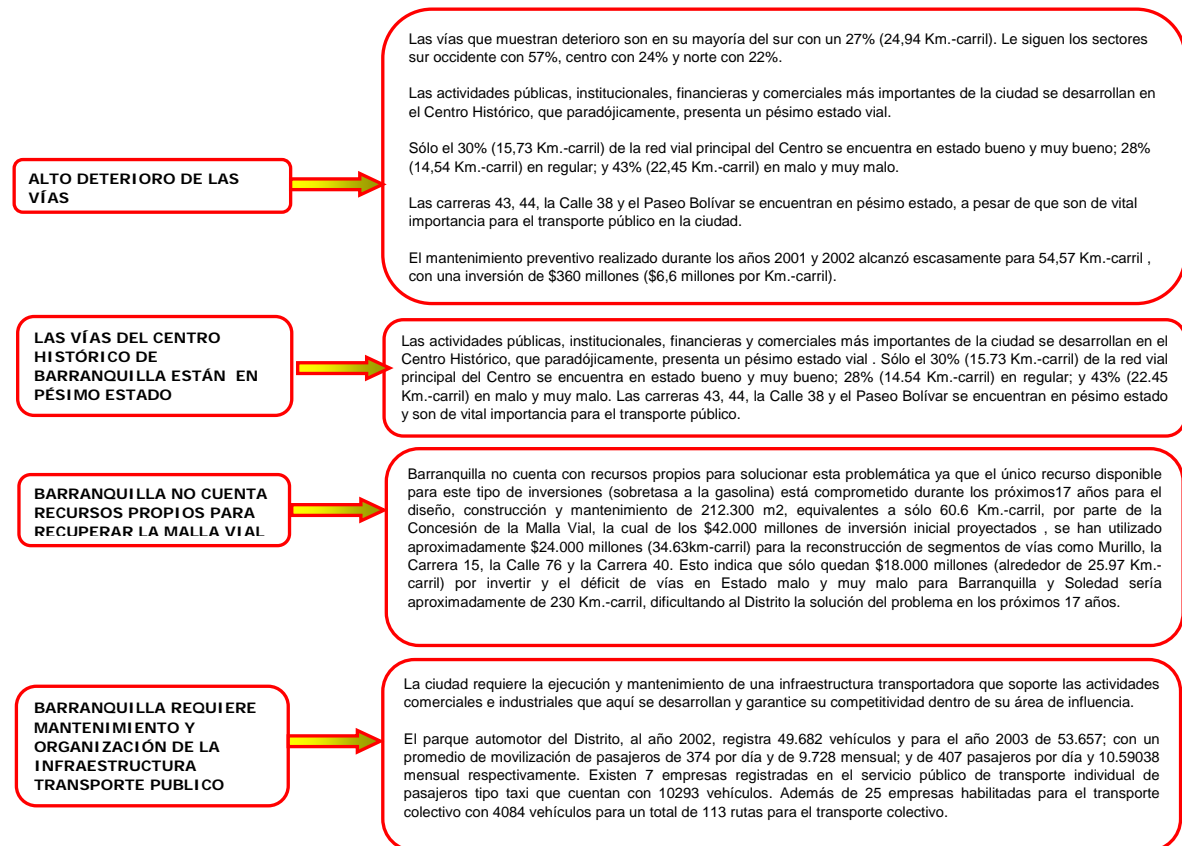 ALTO DETERIORO DE LAS
VÍAS
Las vías que muestran deterioro son en su mayoría del sur con un 27% (24,94 Km.-carril). Le siguen los sectores
sur occidente con 57%, centro con 24% y norte con 22%.
Las actividades públicas, institucionales, financieras y comerciales más importantes de la ciudad se desarrollan en
el Centro Histórico, que paradójicamente, presenta un pésimo estado vial.
Sólo el 30% (15,73 Km.-carril) de la red vial principal del Centro se encuentra en estado bueno y muy bueno; 28%
(14,54 Km.-carril) en regular; y 43% (22,45 Km.-carril) en malo y muy malo.
Las carreras 43, 44, la Calle 38 y el Paseo Bolívar se encuentran en pésimo estado, a pesar de que son de vital
importancia para el transporte público en la ciudad.
El mantenimiento preventivo realizado durante los años 2001 y 2002 alcanzó escasamente para 54,57 Km.-carril ,
con una inversión de $360 millones ($6,6 millones por Km.-carril).
LAS VÍAS DEL CENTRO
HISTÓRICO DE
BARRANQUILLA ESTÁN EN
PÉSIMO ESTADO
Las actividades públicas, institucionales, financieras y comerciales más importantes de la ciudad se desarrollan en el
Centro Histórico, que paradójicamente, presenta un pésimo estado vial . Sólo el 30% (15.73 Km.-carril) de la red vial
principal del Centro se encuentra en estado bueno y muy bueno; 28% (14.54 Km.-carril) en regular; y 43% (22.45
Km.-carril) en malo y muy malo. Las carreras 43, 44, la Calle 38 y el Paseo Bolívar se encuentran en pésimo estado
y son de vital importancia para el transporte público.
BARRANQUILLA NO CUENTA
RECURSOS PROPIOS PARA
RECUPERAR LA MALLA VIAL
Barranquilla no cuenta con recursos propios para solucionar esta problemática ya que el único recurso disponible
para este tipo de inversiones (sobretasa a la gasolina) está comprometido durante los próximos17 años para el
diseño, construcción y mantenimiento de 212.300 m2, equivalentes a sólo 60.6 Km.-carril, por parte de la
Concesión de la Malla Vial, la cual de los $42.000 millones de inversión inicial proyectados , se han utilizado
aproximadamente $24.000 millones (34.63km-carril) para la reconstrucción de segmentos de vías como Murillo, la
Carrera 15, la Calle 76 y la Carrera 40. Esto indica que sólo quedan $18.000 millones (alrededor de 25.97 Km.-
carril) por invertir y el déficit de vías en Estado malo y muy malo para Barranquilla y Soledad sería
aproximadamente de 230 Km.-carril, dificultando al Distrito la solución del problema en los próximos 17 años.
BARRANQUILLA REQUIERE
MANTENIMIENTO Y
ORGANIZACIÓN DE LA
INFRAESTRUCTURA
TRANSPORTE PUBLICO
La ciudad requiere la ejecución y mantenimiento de una infraestructura transportadora que soporte las actividades
comerciales e industriales que aquí se desarrollan y garantice su competitividad dentro de su área de influencia.
El parque automotor del Distrito, al año 2002, registra 49.682 vehículos y para el año 2003 de 53.657; con un
promedio de movilización de pasajeros de 374 por día y de 9.728 mensual; y de 407 pasajeros por día y 10.59038
mensual respectivamente. Existen 7 empresas registradas en el servicio público de transporte individual de
pasajeros tipo taxi que cuentan con 10293 vehículos. Además de 25 empresas habilitadas para el transporte
colectivo con 4084 vehículos para un total de 113 rutas para el transporte colectivo.